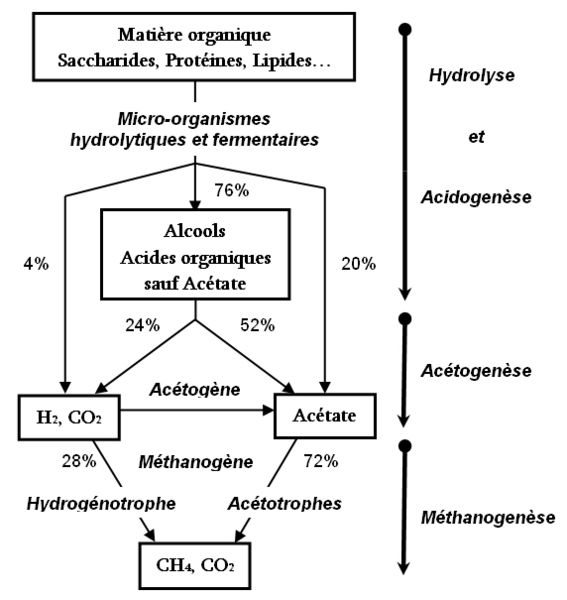 Matière organique
Saccharides, Protéines, Lipides…
Hydrolyse
Micro-organismes
hydrolytiques et fermentaires
et
76%
Acidogenèse
Alcools
Acides organiques
sauf Acétate
4%
20%
24%
52%
Acétogenèse
Acétogène
H₂, CO₂
Acétate
28%
Méthanogène
72%
Hydrogénotrophe
Acétotrophes
Méthanogenèse
CH₄, CO₂